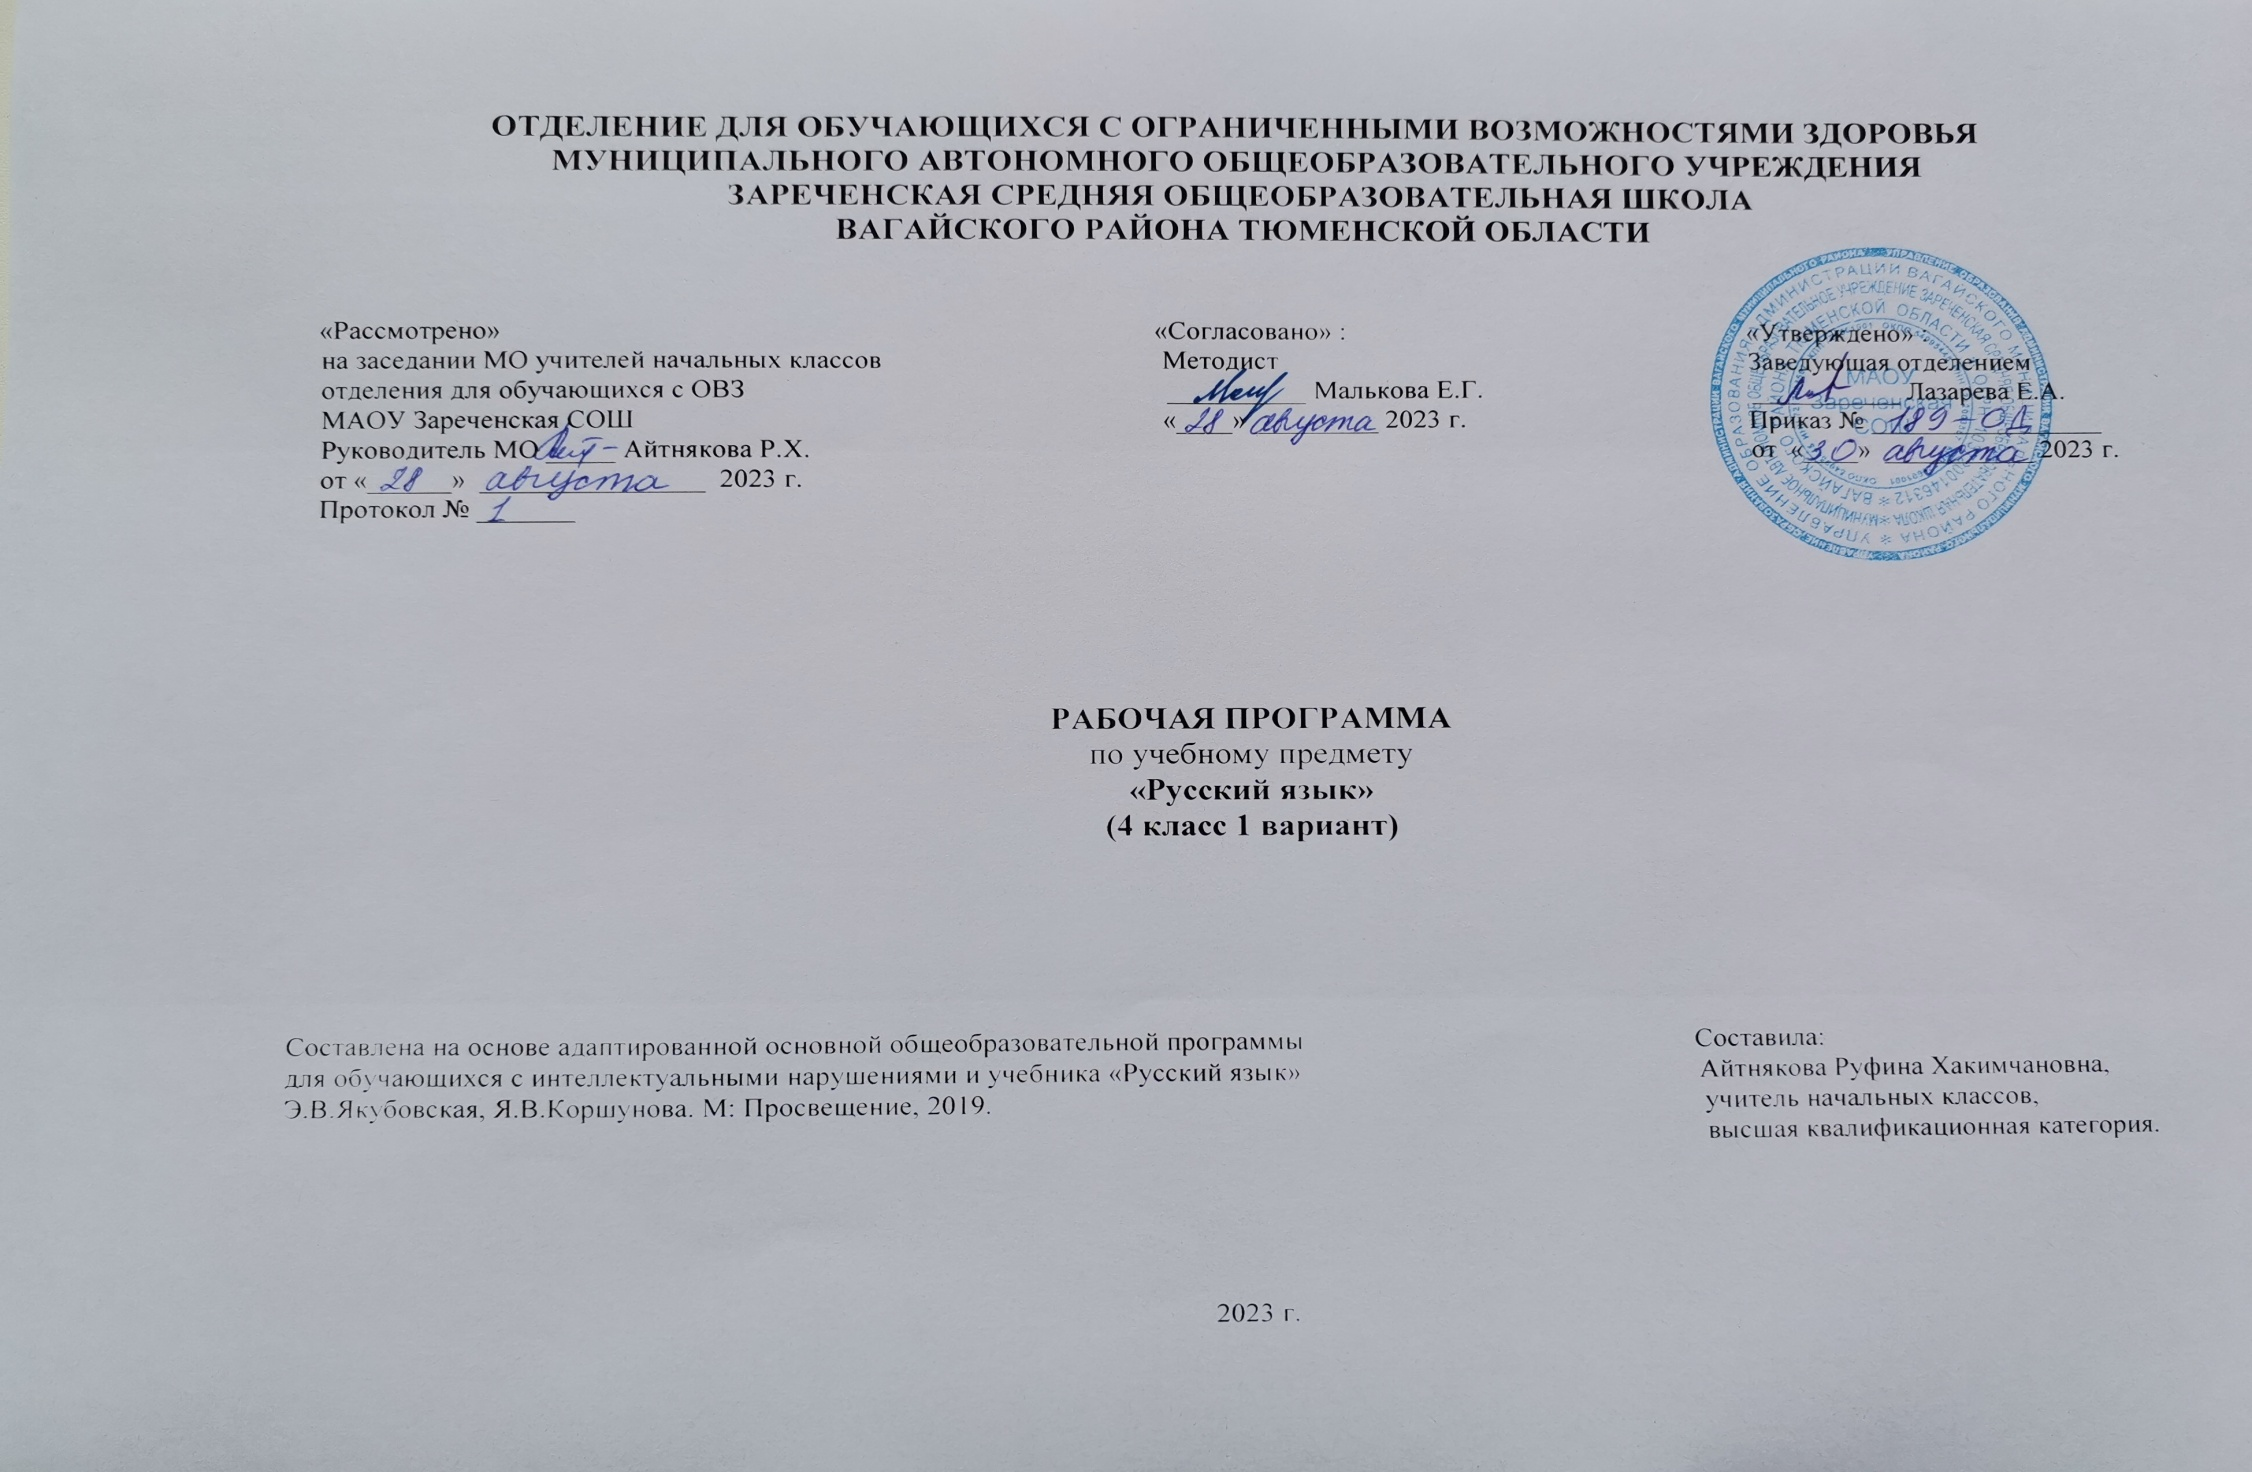 ОТДЕЛЕНИЕ ДЛЯ ОБУЧАЮЩИХСЯ С ОГРАНИЧЕННЫМИ ВОЗМОЖНОСТЯМИ ЗДОРОВЬЯ
МУНИЦИПАЛЬНОГО АВТОНОМНОГО ОБЩЕОБРАЗОВАТЕЛЬНОГО УЧРЕЖДЕНИЯ
ЗАРЕЧЕНСКАЯ СРЕДНЯЯ ОБЩЕОБРАЗОВАТЕЛЬНАЯ ШКОЛА
ВАГАЙСКОГО РАЙОНА ТЮМЕНСКОЙ ОБЛАСТИ
«Рассмотрено»
на заседании МО учителей начальных классов
отделения для обучающихся с ОВЗ
МАОУ Зареченская СОШ
Руководитель МО Айтнякова Р.Х.
от «28» августа 2023 г.
Протокол № 1
«Согласовано» :
Методист
Малькова Е.Г.
«28» августа 2023 г.
«Утверждено»
Заведующая отделением
Лазарева Е.А.
Приказ № 189-ОД
от «30» августа 2023 г.
МАОУ
Зареченская
СОШ
РАБОЧАЯ ПРОГРАММА
по учебному предмету
«Русский язык»
(4 класс 1 вариант)
Составлена на основе адаптированной основной общеобразовательной программы
для обучающихся с интеллектуальными нарушениями и учебника «Русский язык»
Э.В.Якубовская, Я.В.Коршунова. М: Просвещение, 2019.
Составила:
Айтнякова Руфина Хакимчановна,
учитель начальных классов,
высшая квалификационная категория.
2023 г.